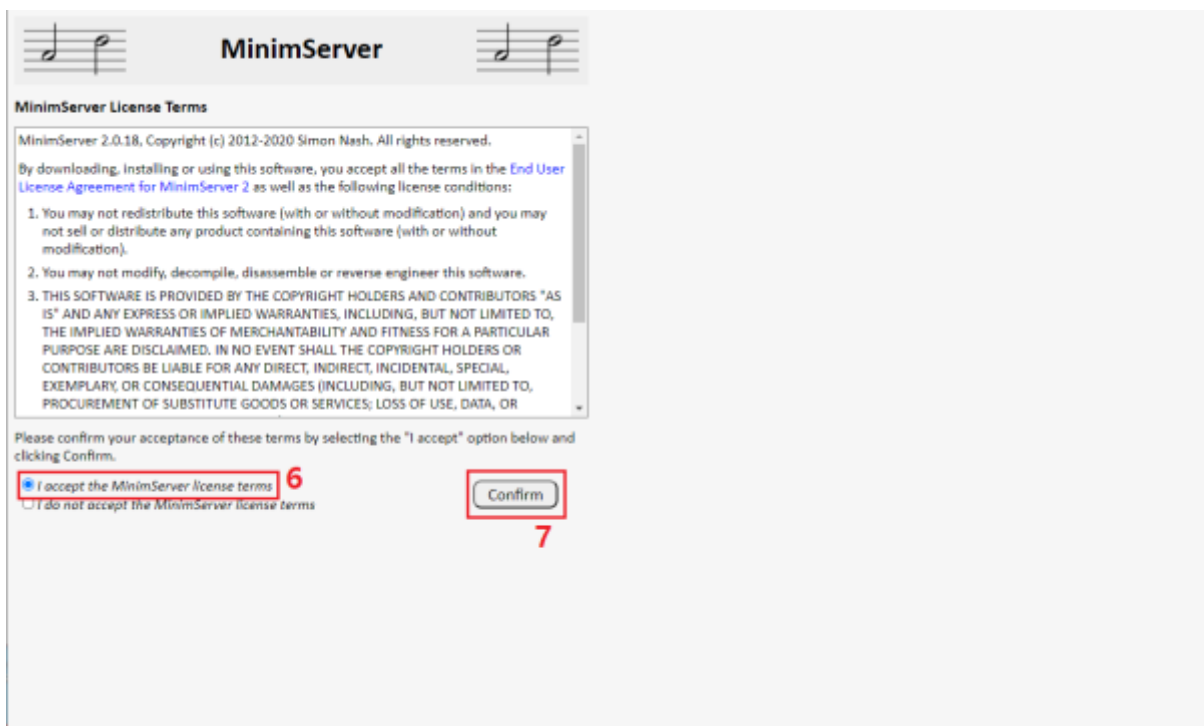 MinimServer
MinimServer License Terms
MinimServer 2.0.18, Copyright (c) 2012-2020 Simon Nash. All rights reserved.
By downloading, installing or using this software, you accept all the terms in the End User
License Agreement for MinimServer 2 as well as the following license conditions:
1. You may not redistribute this software (with or without modification) and you may
not sell or distribute any product containing this software (with or without
modification).
2. You may not modify, decompile, disassemble or reverse engineer this software.
3. THIS SOFTWARE IS PROVIDED BY THE COPYRIGHT HOLDERS AND CONTRIBUTORS "AS
IS" AND ANY EXPRESS OR IMPLIED WARRANTIES, INCLUDING, BUT NOT LIMITED TO,
THE IMPLIED WARRANTIES OF MERCHANTABILITY AND FITNESS FOR A PARTICULAR
PURPOSE ARE DISCLAIMED. IN NO EVENT SHALL THE COPYRIGHT HOLDERS OR
CONTRIBUTORS BE LIABLE FOR ANY DIRECT, INDIRECT, INCIDENTAL, SPECIAL,
EXEMPLARY, OR CONSEQUENTIAL DAMAGES (INCLUDING, BUT NOT LIMITED TO,
PROCUREMENT OF SUBSTITUTE GOODS OR SERVICES; LOSS OF USE, DATA, OR
Please confirm your acceptance of these terms by selecting the "I accept" option below and
clicking Confirm.
I accept the MinimServer license terms 6
I do not accept the MinimServer license terms
Confirm
7